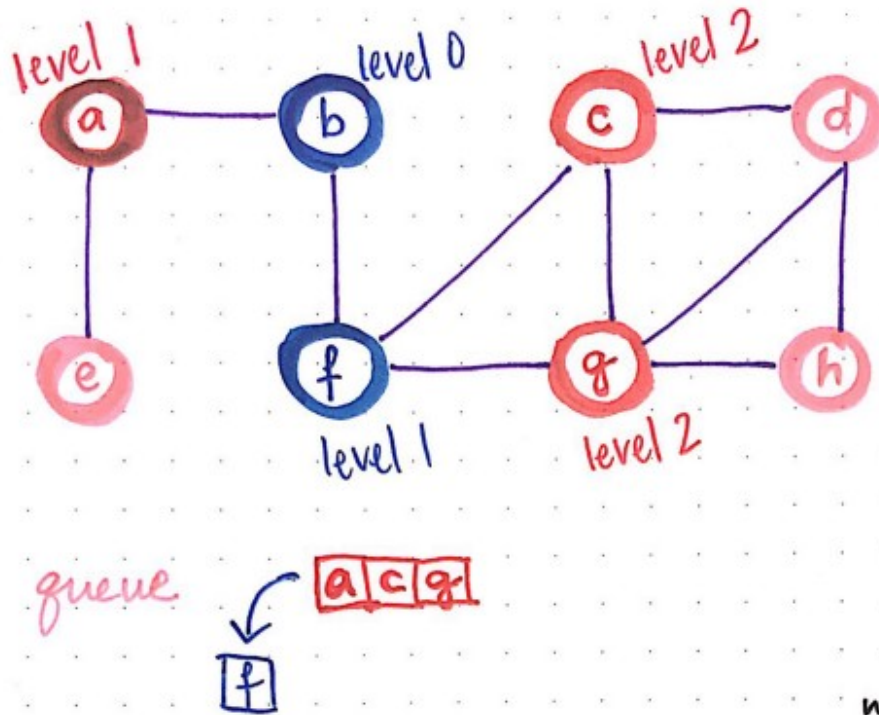 level 1
level 0
level 2
a b c d
e f g h
level 1
level 2
queue
a c g
f